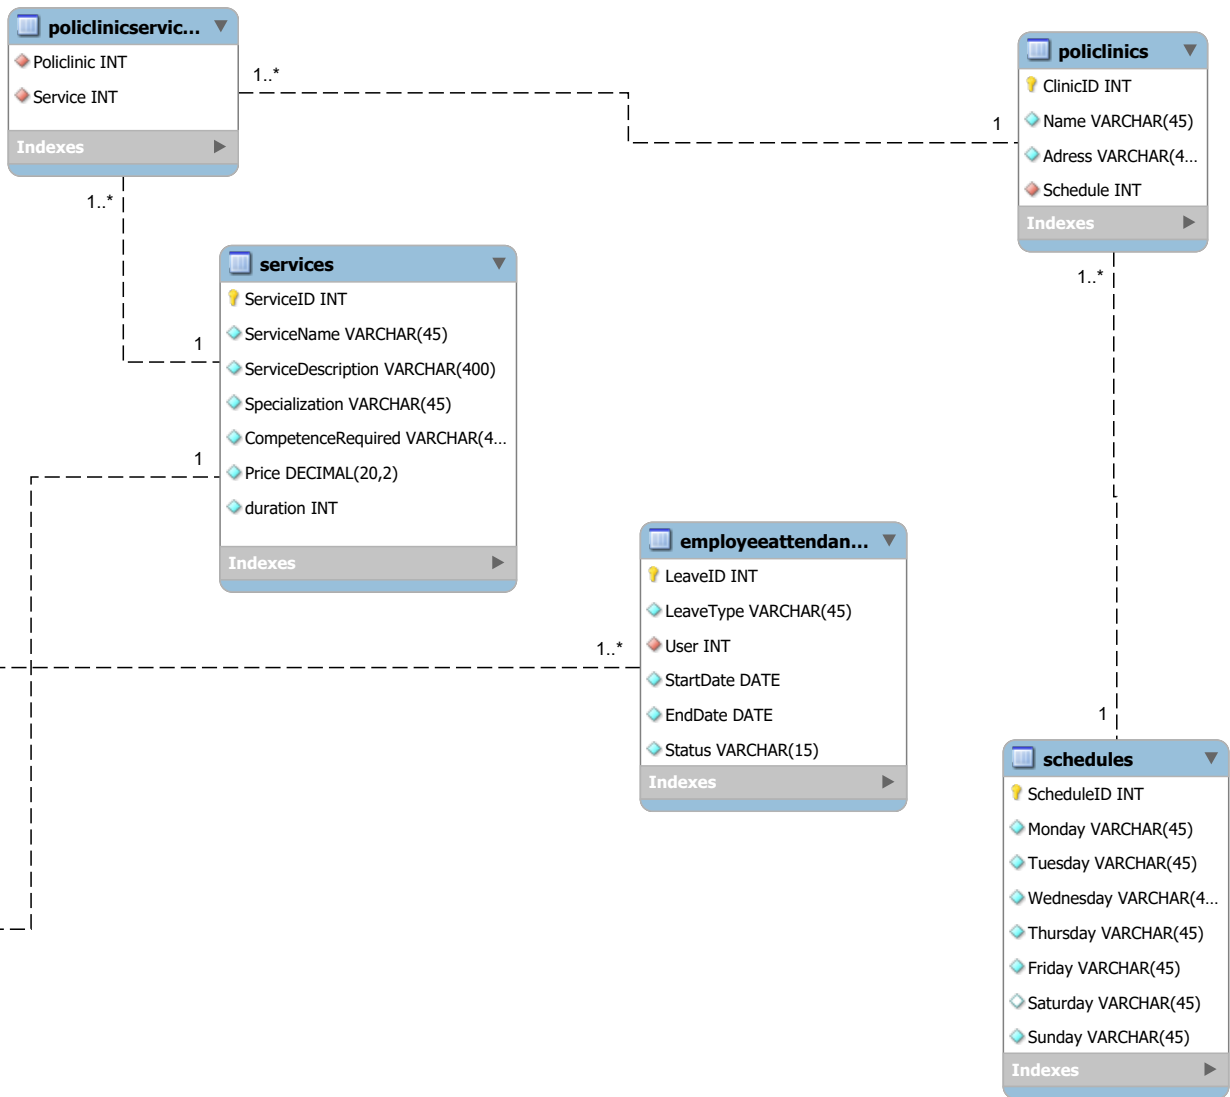 policlinicservic...
Policlinic INT
Service INT
Indexes
1..*
1..*
policlinics
ClinicID INT
Name VARCHAR(45)
Adress VARCHAR(4...
Schedule INT
Indexes
1
1..*
services
ServiceID INT
ServiceName VARCHAR(45)
ServiceDescription VARCHAR(400)
Specialization VARCHAR(45)
CompetenceRequired VARCHAR(4...
Price DECIMAL(20,2)
duration INT
Indexes
1
1
employeeattendan...
LeaveID INT
LeaveType VARCHAR(45)
User INT
StartDate DATE
EndDate DATE
Status VARCHAR(15)
Indexes
1..*
1
schedules
ScheduleID INT
Monday VARCHAR(45)
Tuesday VARCHAR(45)
Wednesday VARCHAR(4...
Thursday VARCHAR(45)
Friday VARCHAR(45)
Saturday VARCHAR(45)
Sunday VARCHAR(45)
Indexes